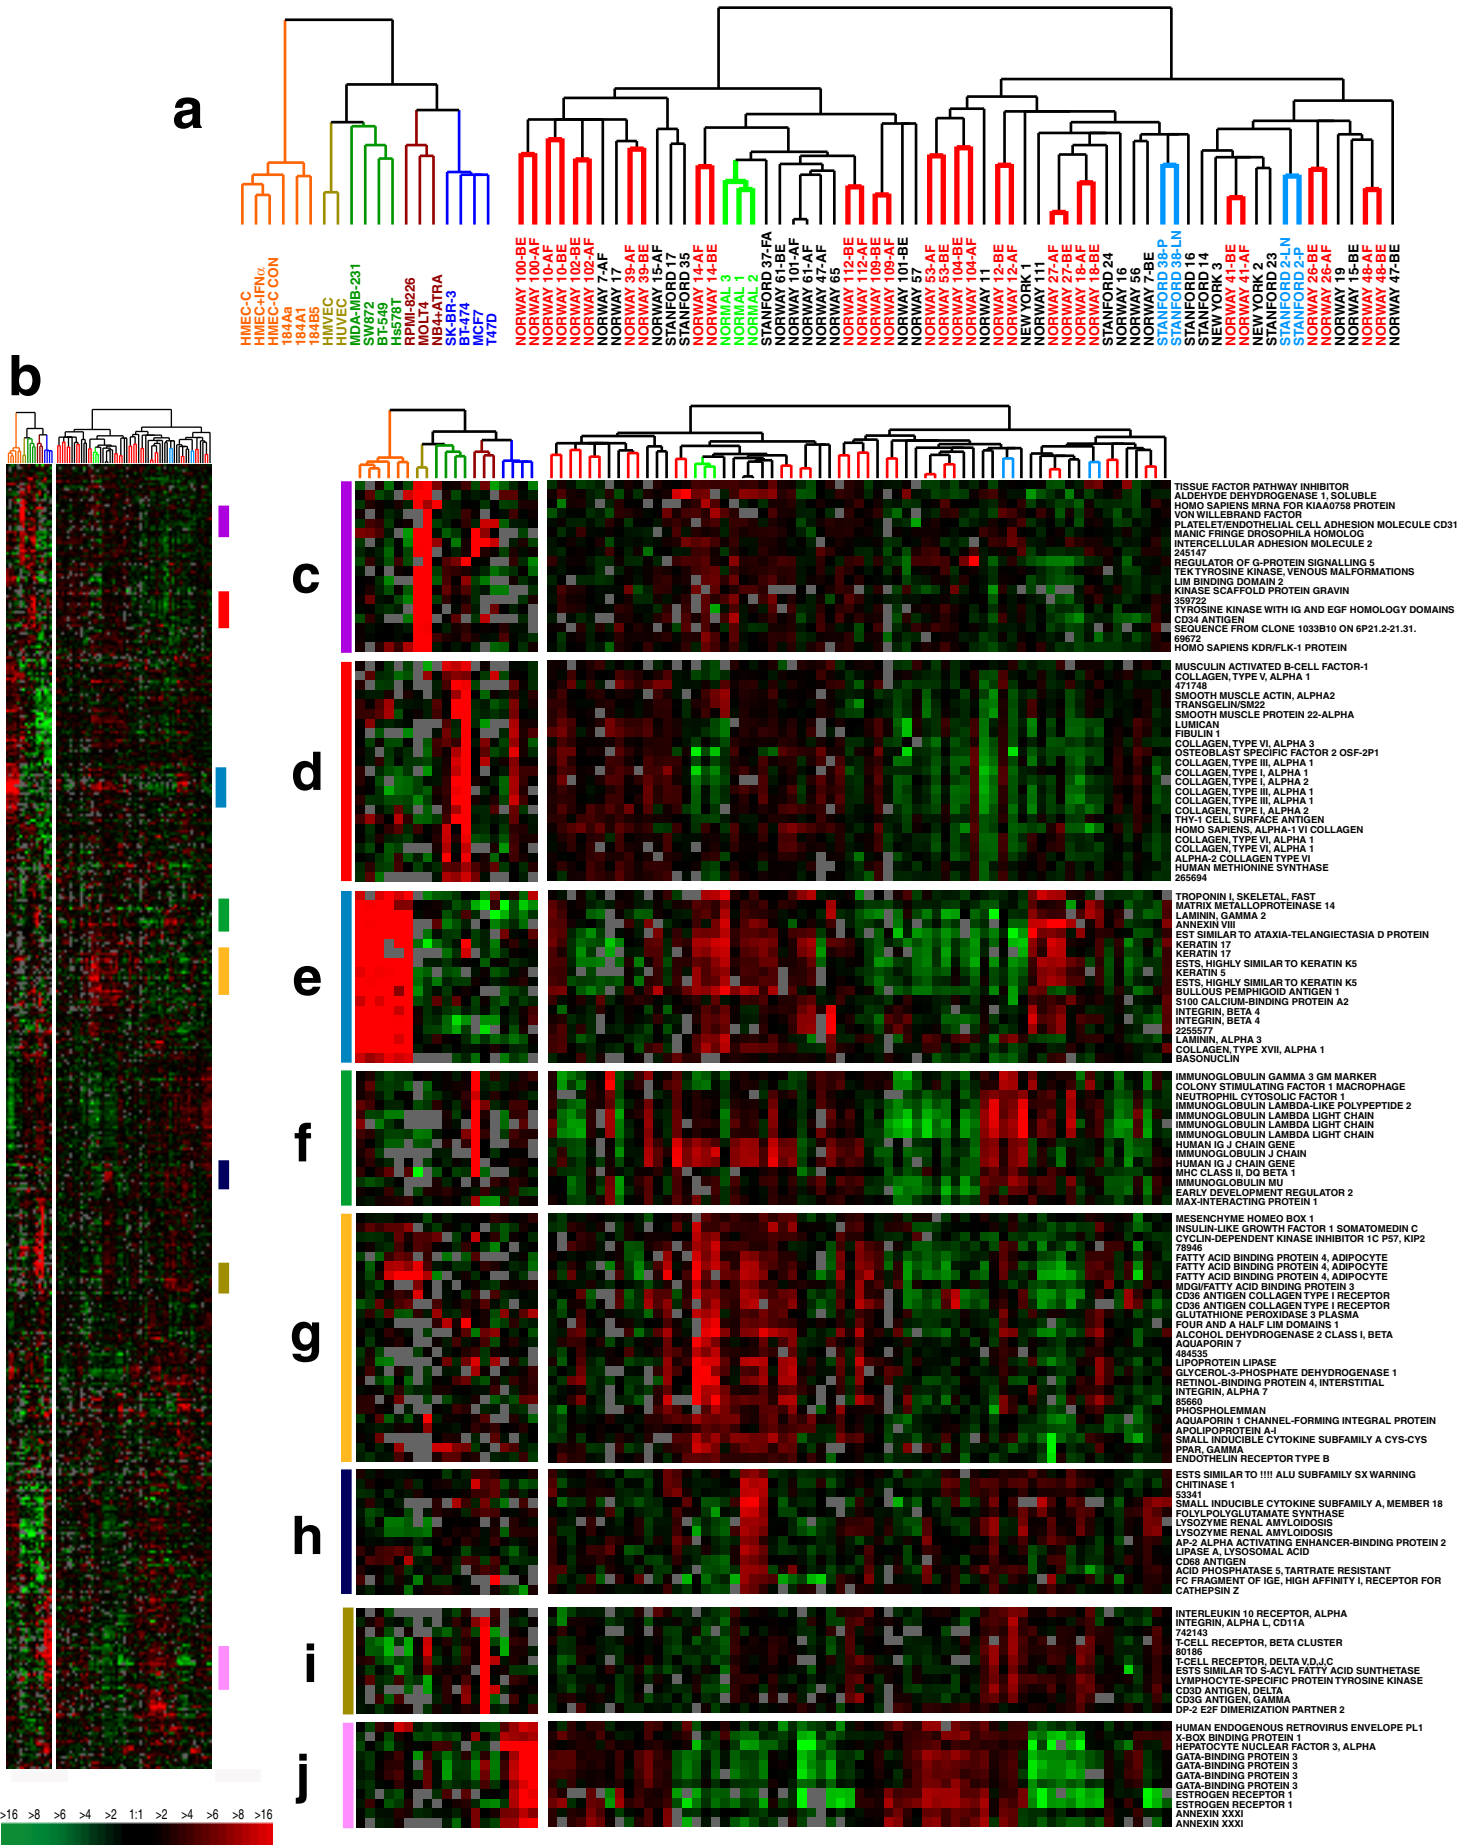 a
HMEC-C
HMEC+IFNα
HMEC-C CON
184Aa
184A1
184B5
HMVEC
HUVEC
MDA-MB-231
SW872
BT-549
Hs578T
RPMI-8226
MOLT4
NB4+ATRA
SK-BR-3
BT-474
MCF7
T47D
NORWAY 100-BE
NORWAY 100-AF
NORWAY 10-AF
NORWAY 10-BE
NORWAY 102-BE
NORWAY 102-AF
NORWAY 7-AF
NORWAY 17
NORWAY 39-AF
NORWAY 39-BE
NORWAY 15-AF
STANFORD 17
STANFORD 35
NORWAY 14-AF
NORWAY 14-BE
NORMAL 3
NORMAL 1
NORMAL 2
STANFORD 37-FA
NORWAY 61-BE
NORWAY 101-AF
NORWAY 61-AF
NORWAY 47-AF
NORWAY 65
NORWAY 112-BE
NORWAY 112-AF
NORWAY 109-BE
NORWAY 109-AF
NORWAY 101-BE
NORWAY 57
NORWAY 53-AF
NORWAY 53-BE
NORWAY 104-BE
NORWAY 104-AF
NORWAY 11
NORWAY 12-BE
NORWAY 12-AF
NEW YORK 1
NORWAY 111
NORWAY 27-AF
NORWAY 27-BE
NORWAY 18-AF
NORWAY 18-BE
STANFORD 24
NORWAY 16
NORWAY 56
NORWAY 7-BE
STANFORD 38-P
STANFORD 38-LN
STANFORD 16
STANFORD 14
NEW YORK 3
NORWAY 41-BE
NORWAY 41-AF
NEW YORK 2
STANFORD 23
STANFORD 2-LN
STANFORD 2-P
NORWAY 26-BE
NORWAY 26-AF
NORWAY 19
NORWAY 15-BE
NORWAY 48-AF
NORWAY 48-BE
NORWAY 47-BE
b
c
TISSUE FACTOR PATHWAY INHIBITOR
ALDEHYDE DEHYDROGENASE 1, SOLUBLE
HOMO SAPIENS MRNA FOR KIAA0758 PROTEIN
VON WILLEBRAND FACTOR
PLATELET/ENDOTHELIAL CELL ADHESION MOLECULE CD31
MANIC FRINGE DROSOPHILA HOMOLOG
INTERCELLULAR ADHESION MOLECULE 2
245147
REGULATOR OF G-PROTEIN SIGNALLING 5
TEK TYROSINE KINASE, VENOUS MALFORMATIONS
LIM BINDING DOMAIN 2
KINASE SCAFFOLD PROTEIN GRAVIN
359722
TYROSINE KINASE WITH IG AND EGF HOMOLOGY DOMAINS
CD34 ANTIGEN
SEQUENCE FROM CLONE 1033B10 ON 6P21.2-21.31.
69672
HOMO SAPIENS KDR/FLK-1 PROTEIN
d
MUSCULIN ACTIVATED B-CELL FACTOR-1
COLLAGEN, TYPE V, ALPHA 1
471748
SMOOTH MUSCLE ACTIN, ALPHA2
TRANSGELIN/SM22
SMOOTH MUSCLE PROTEIN 22-ALPHA
LUMICAN
FIBULIN 1
COLLAGEN, TYPE VI, ALPHA 3
OSTEOBLAST SPECIFIC FACTOR 2 OSF-2P1
COLLAGEN, TYPE III, ALPHA 1
COLLAGEN, TYPE I, ALPHA 1
COLLAGEN, TYPE I, ALPHA 2
COLLAGEN, TYPE III, ALPHA 1
COLLAGEN, TYPE III, ALPHA 1
COLLAGEN, TYPE I, ALPHA 2
THY-1 CELL SURFACE ANTIGEN
HOMO SAPIENS, ALPHA-1 VI COLLAGEN
COLLAGEN, TYPE VI, ALPHA 1
COLLAGEN, TYPE VI, ALPHA 1
ALPHA-2 COLLAGEN TYPE VI
HUMAN METHIONINE SYNTHASE
265694
e
TROPONIN I, SKELETAL, FAST
MATRIX METALLOPROTEINASE 14
LAMININ, GAMMA 2
ANNEXIN VIII
EST SIMILAR TO ATAXIA-TELANGIECTASIA D PROTEIN
KERATIN 17
KERATIN 17
ESTS, HIGHLY SIMILAR TO KERATIN K5
KERATIN 5
ESTS, HIGHLY SIMILAR TO KERATIN K5
BULLOUS PEMPHIGOID ANTIGEN 1
S100 CALCIUM-BINDING PROTEIN A2
INTEGRIN, BETA 4
INTEGRIN, BETA 4
2255577
LAMININ, ALPHA 3
COLLAGEN, TYPE XVII, ALPHA 1
BASONUCLIN
f
IMMUNOGLOBULIN GAMMA 3 GM MARKER
COLONY STIMULATING FACTOR 1 MACROPHAGE
NEUTROPHIL CYTOSOLIC FACTOR 1
IMMUNOGLOBULIN LAMBDA-LIKE POLYPEPTIDE 2
IMMUNOGLOBULIN LAMBDA LIGHT CHAIN
IMMUNOGLOBULIN LAMBDA LIGHT CHAIN
IMMUNOGLOBULIN LAMBDA LIGHT CHAIN
HUMAN IG J CHAIN GENE
IMMUNOGLOBULIN J CHAIN
HUMAN IG J CHAIN GENE
MHC CLASS II, DQ BETA 1
IMMUNOGLOBULIN MU
EARLY DEVELOPMENT REGULATOR 2
MAX-INTERACTING PROTEIN 1
g
MESENCHYME HOMEO BOX 1
INSULIN-LIKE GROWTH FACTOR 1 SOMATOMEDIN C
CYCLIN-DEPENDENT KINASE INHIBITOR 1C P57, KIP2
78946
FATTY ACID BINDING PROTEIN 4, ADIPOCYTE
FATTY ACID BINDING PROTEIN 4, ADIPOCYTE
FATTY ACID BINDING PROTEIN 4, ADIPOCYTE
MDGI/FATTY ACID BINDING PROTEIN 3
CD36 ANTIGEN COLLAGEN TYPE I RECEPTOR
CD36 ANTIGEN COLLAGEN TYPE I RECEPTOR
GLUTATHIONE PEROXIDASE 3 PLASMA
FOUR AND A HALF LIM DOMAINS 1
ALCOHOL DEHYDROGENASE 2 CLASS I, BETA
AQUAPORIN 7
484535
LIPOPROTEIN LIPASE
GLYCEROL-3-PHOSPHATE DEHYDROGENASE 1
RETINOL-BINDING PROTEIN 4, INTERSTITIAL
INTEGRIN, ALPHA 7
85660
PHOSPHOLEMMAN
AQUAPORIN 1 CHANNEL-FORMING INTEGRAL PROTEIN
APOLIPOPROTEIN A-I
SMALL INDUCIBLE CYTOKINE SUBFAMILY A CYS-CYS
PPAR, GAMMA
ENDOTHELIN RECEPTOR TYPE B
h
ESTS SIMILAR TO !!!! ALU SUBFAMILY SX WARNING
CHITINASE 1
53341
SMALL INDUCIBLE CYTOKINE SUBFAMILY A, MEMBER 18
FOLYLPOLYGLUTAMATE SYNTHASE
LYSOZYME RENAL AMYLOIDOSIS
LYSOZYME RENAL AMYLOIDOSIS
AP-2 ALPHA ACTIVATING ENHANCER-BINDING PROTEIN 2
LIPASE A, LYSOSOMAL ACID
CD68 ANTIGEN
ACID PHOSPHATASE 5, TARTRATE RESISTANT
FC FRAGMENT OF IGE, HIGH AFFINITY I, RECEPTOR FOR
CATHEPSIN Z
i
INTERLEUKIN 10 RECEPTOR, ALPHA
INTEGRIN, ALPHA L, CD11A
742143
T-CELL RECEPTOR, BETA CLUSTER
80186
T-CELL RECEPTOR, DELTA V,D,J,C
ESTS SIMILAR TO S-ACYL FATTY ACID SUNTHETASE
LYMPHOCYTE-SPECIFIC PROTEIN TYROSINE KINASE
CD3D ANTIGEN, DELTA
CD3G ANTIGEN, GAMMA
DP-2 E2F DIMERIZATION PARTNER 2
j
HUMAN ENDOGENOUS RETROVIRUS ENVELOPE PL1
X-BOX BINDING PROTEIN 1
HEPATOCYTE NUCLEAR FACTOR 3, ALPHA
GATA-BINDING PROTEIN 3
GATA-BINDING PROTEIN 3
GATA-BINDING PROTEIN 3
GATA-BINDING PROTEIN 3
ESTROGEN RECEPTOR 1
ESTROGEN RECEPTOR 1
ANNEXIN XXXI
ANNEXIN XXXI
>16 >8 >6 >4 >2 1:1 >2 >4 >6 >8 >16